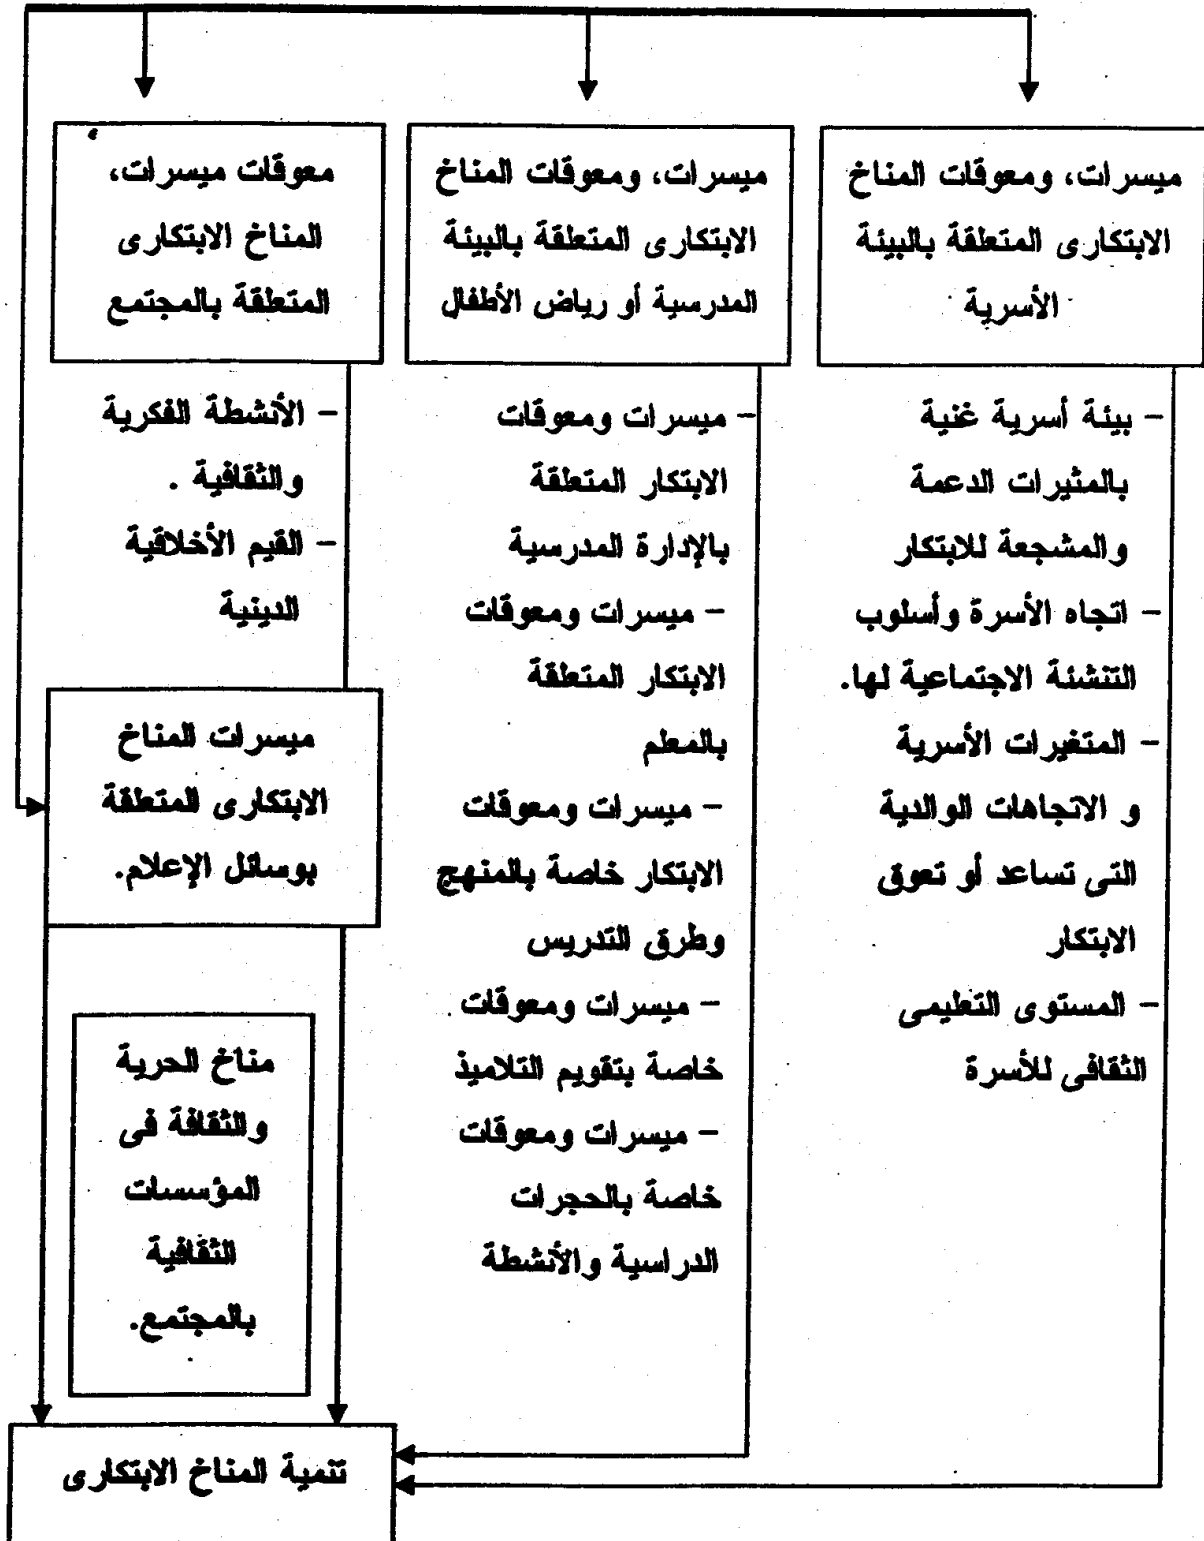 ميسرات، ومعوقات المناخ
الابتكارى المتعلقة بالبيئة
الأسرية
- بيئة أسرية غنية
بالمثيرات الدعمة
والمشجعة للابتكار
- اتجاه الأسرة وأسلوب
التنشئة الاجتماعية لها.
- المتغيرات الأسرية
و الاتجاهات الوالدية
التى تساعد أو تعوق
الابتكار
- المستوى التعليمى
الثقافى للأسرة
ميسرات، ومعوقات المناخ
الابتكارى المتعلقة بالبيئة
المدرسية أو رياض الأطفال
- ميسرات ومعوقات
الابتكار المتعلقة
بالإدارة المدرسية
- ميسرات ومعوقات
الابتكار المتعلقة
بالمعلم
- ميسرات ومعوقات
الابتكار خاصة بالمنهج
وطرق التدريس
- ميسرات ومعوقات
خاصة بتقويم التلاميذ
- ميسرات ومعوقات
خاصة بالحجرات
الدراسية والأنشطة
معوقات ميسرات،
المناخ الابتكارى
المتعلقة بالمجتمع
- الأنشطة الفكرية
والثقافية .
- القيم الأخلاقية
الدينية
ميسرات المناخ
الابتكارى المتعلقة
بوسائل الإعلام.
مناخ الحرية
والثقافة فى
المؤسسات
الثقافية
بالمجتمع.
تنمية المناخ الابتكارى